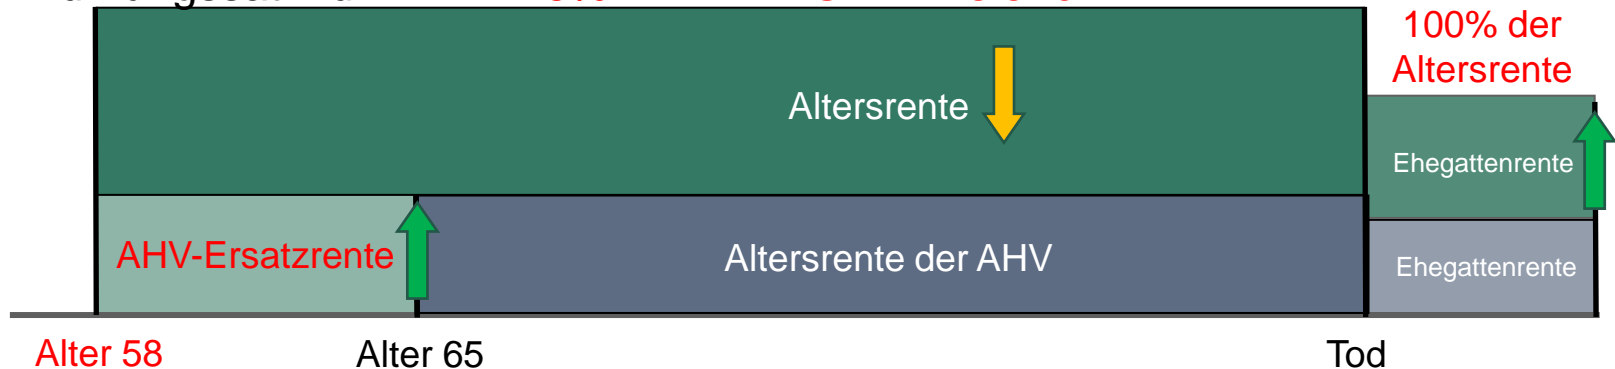 100% der
Altersrente
Altersrente
Ehegattenrente
AHV-Ersatzrente
Altersrente der AHV
Ehegattenrente
Alter 58
Alter 65
Tod